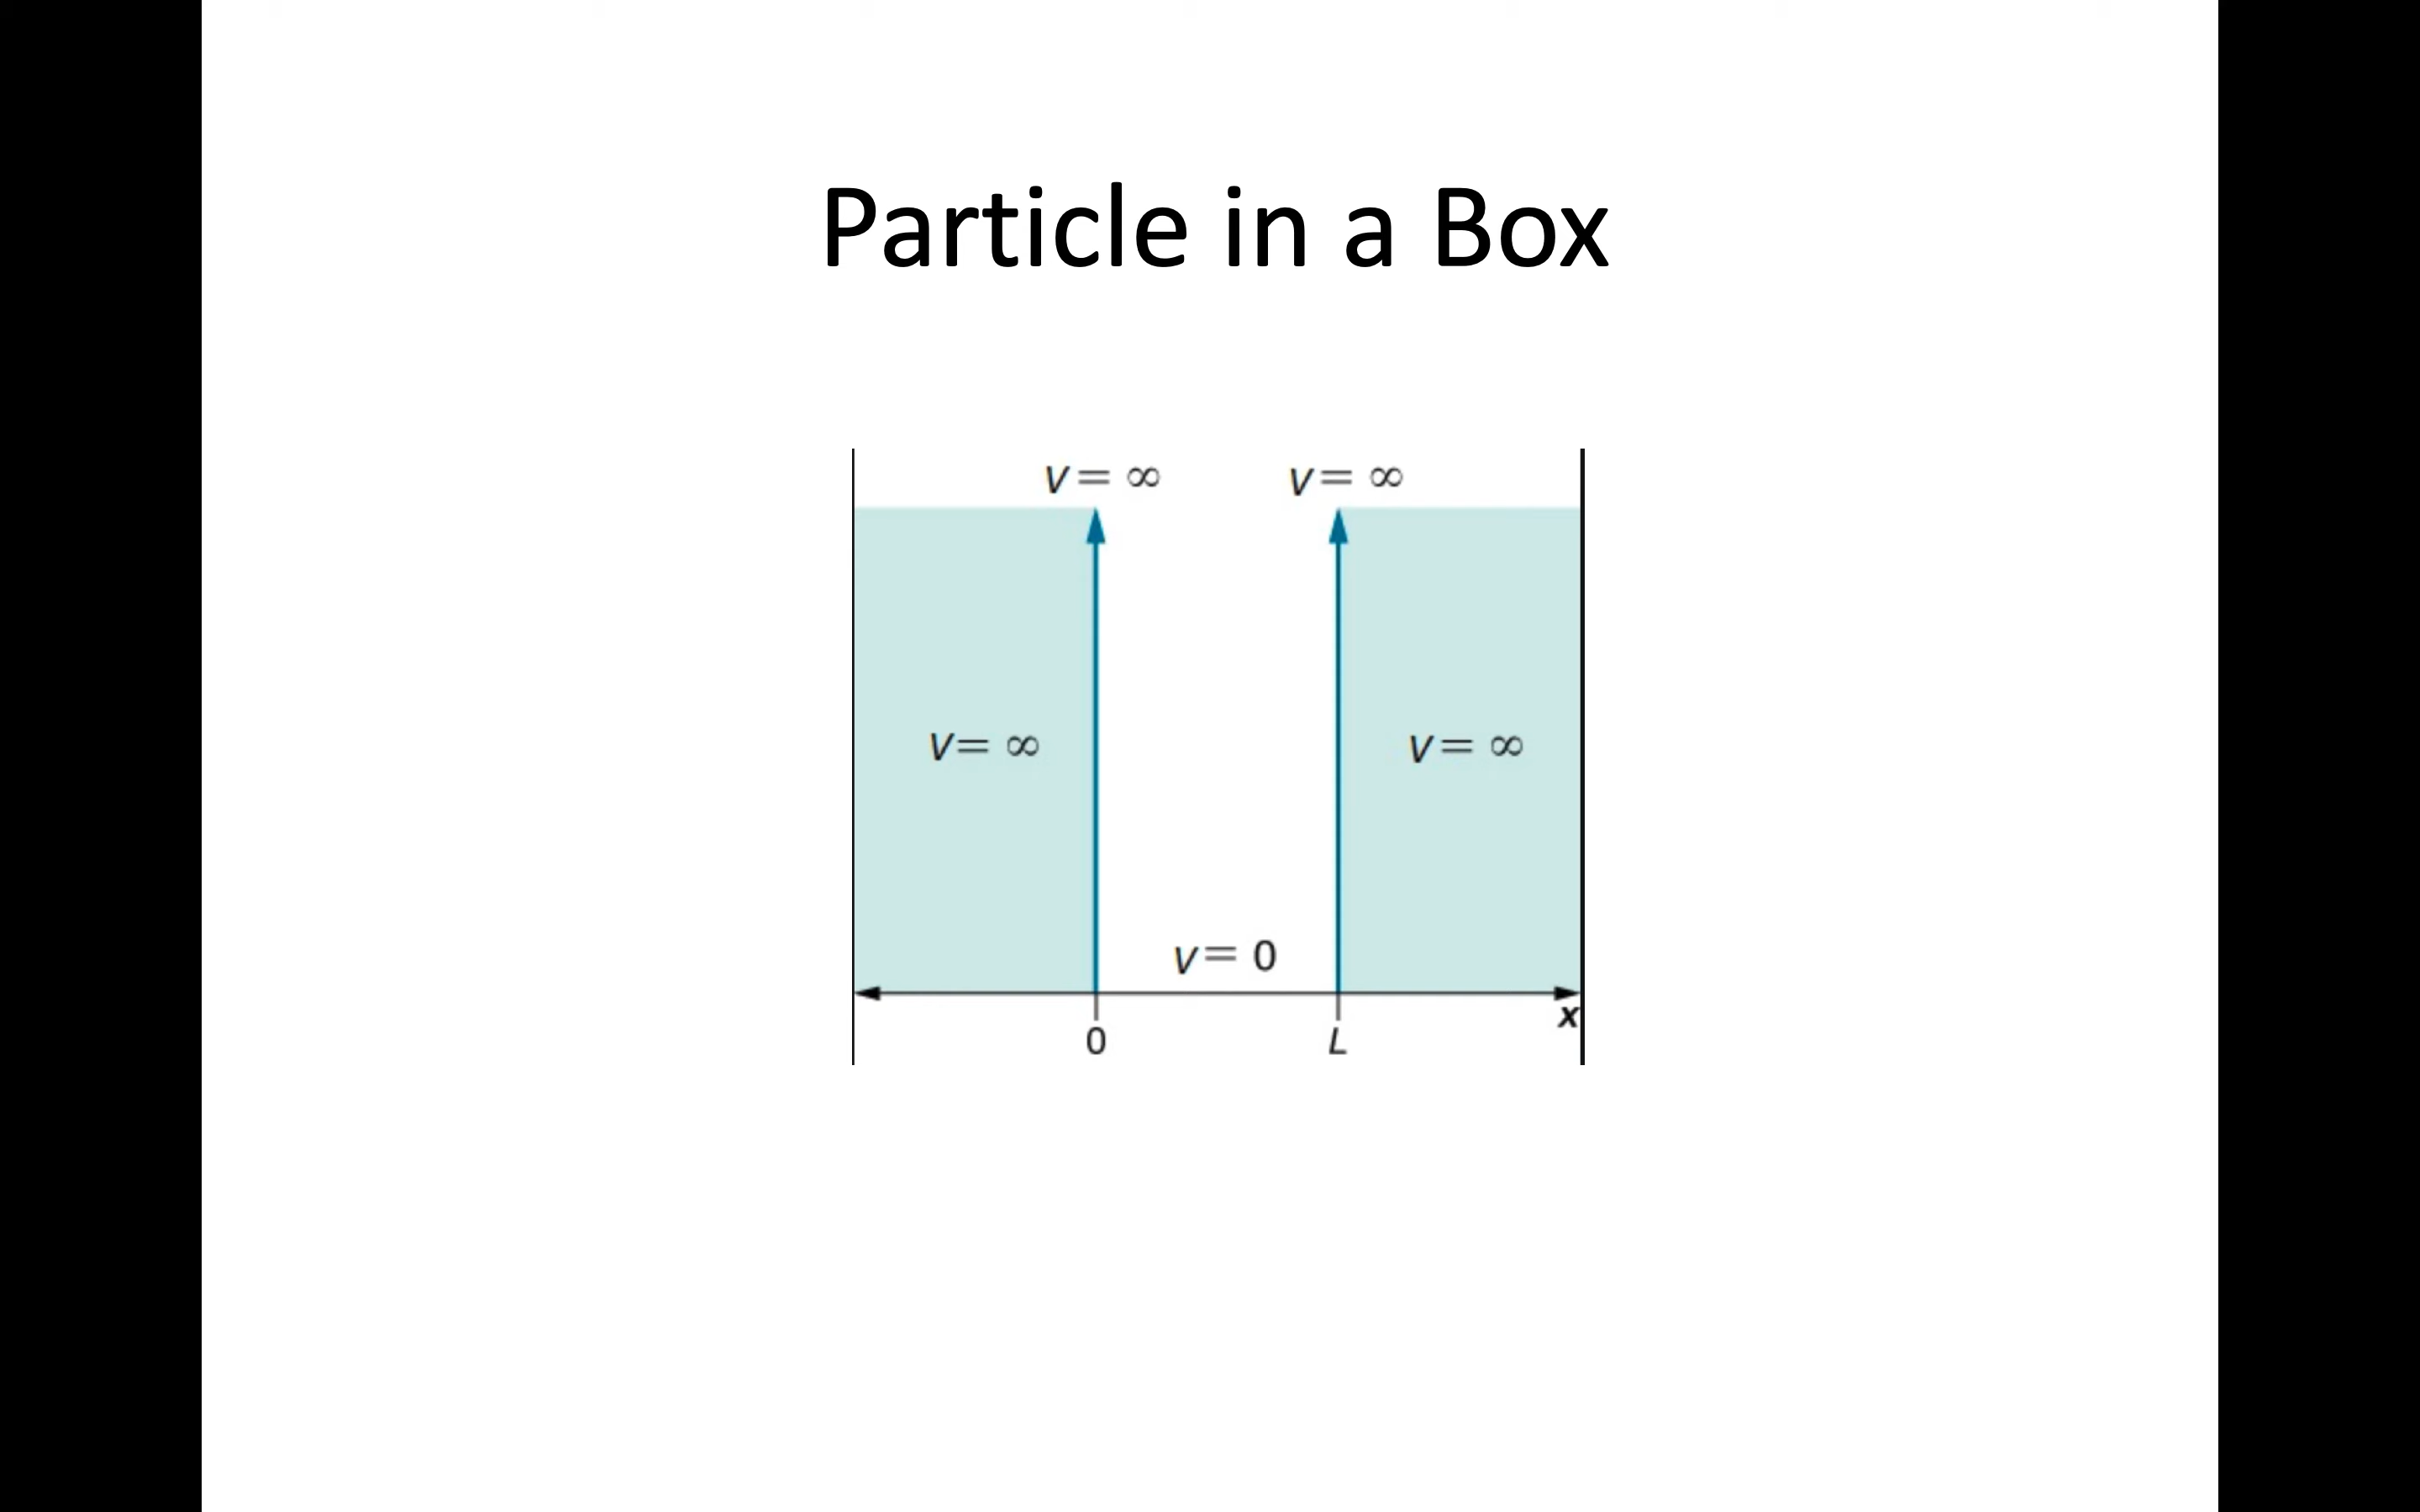 Particle in a Box
V = ∞ V = ∞
V = ∞ V = ∞
V = 0
x
0 L